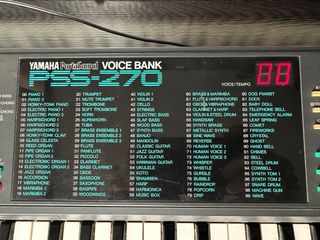 YAMAHA PortaSound VOICE BANK
PSS-270
VOICE/TEMPO
00
00 PIANO 1
01 PIANO 2
02 HONKY-TONK PIANO
03 ELECTRIC PIANO 1
04 ELECTRIC PIANO 2
05 HARPSICHORD 1
06 HARPSICHORD 2
07 HARPSICHORD 3
08 HONKY-TONK CLAV
09 GLASS CELESTA
10 REED ORGAN
11 PIPE ORGAN 1
12 PIPE ORGAN 2
13 ELECTRONIC ORGAN 1
14 ELECTRONIC ORGAN 2
15 JAZZ ORGAN
16 ACCORDION
17 VIBRAPHONE
18 MARIMBA 1
19 MARIMBA 2
20 TRUMPET
21 MUTE TRUMPET
22 TROMBONE
23 SOFT TROMBONE
24 HORN
25 ALPENHORN
26 TUBA
27 BRASS ENSEMBLE 1
28 BRASS ENSEMBLE 2
29 BRASS ENSEMBLE 3
30 FLUTE
31 PANFLUTE
32 PICCOLO
33 CLARINET
34 BASS CLARINET
35 OBOE
36 BASSOON
37 SAXOPHONE
38 BAGPIPE
39 WOODWINDS
40 VIOLIN 1
41 VIOLIN 2
42 CELLO
43 STRINGS
44 ELECTRIC BASS
45 SLAP BASS
46 WOOD BASS
47 SYNTH BASS
48 BANJO
49 MANDOLIN
50 CLASSIC GUITAR
51 JAZZ GUITAR
52 FOLK GUITAR
53 HAWAIIAN GUITAR
54 UKULELE
55 KOTO
56 SHAMISEN
57 HARP
58 HARMONICA
59 MUSIC BOX
60 BRASS & MARIMBA
61 FLUTE & HARPSICHORD
62 OBOE & VIBRAPHONE
63 CLARINET & HARP
64 VIOLIN & STEEL DRUM
65 HANDSAW
66 SYNTH BRASS
67 METALLIC SYNTH
68 SINE WAVE
69 REVERSE
70 HUMAN VOICE 1
71 HUMAN VOICE 2
72 HUMAN VOICE 3
73 WHISPER
74 WHISTLE
75 GURGLE
76 BUBBLE
77 RAINDROP
78 POPCORN
79 DRIP
80 DOG PIANIST
81 DUCK
82 BABY DOLL
83 TELEPHONE BELL
84 EMERGENCY ALARM
85 LEAF SPRING
86 COMET
87 FIREWORKS
88 CRYSTAL
89 GHOST
90 HAND BELL
91 CHIME
92 BELL
93 STEEL DRUM
94 COWBELL
95 SYNTH TOM 1
96 SYNTH TOM 2
97 SNARE DRUM
98 MACHINE GUN
99 WAVE